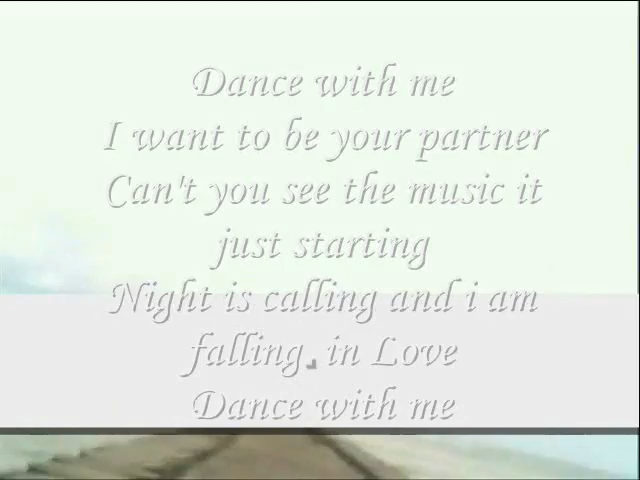 Dance with me
I want to be your partner
Can't you see the music it
just starting
Night is calling and i am
falling in Love
Dance with me